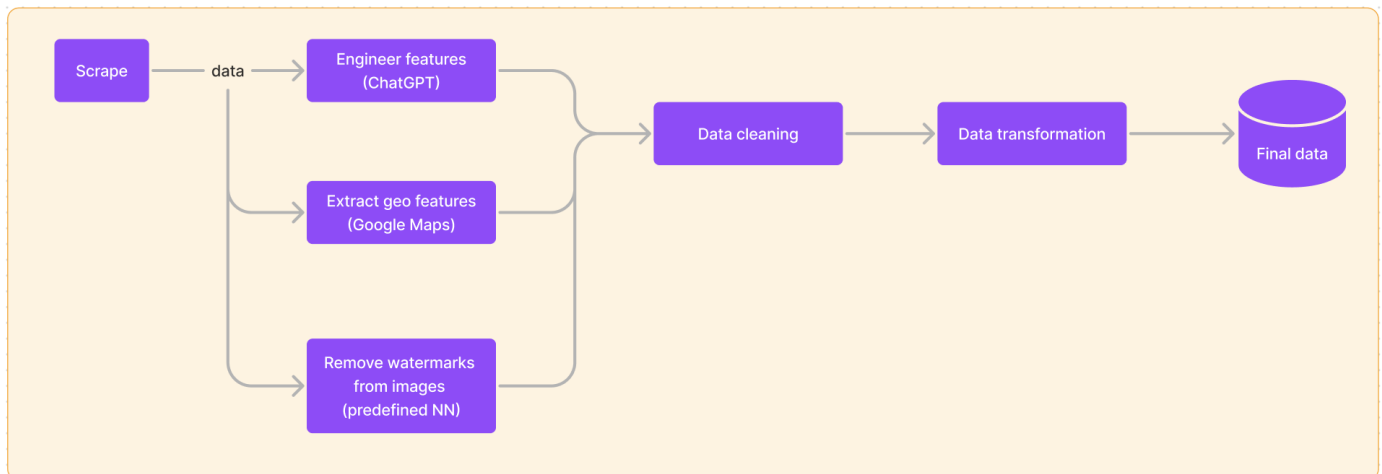 Scrape
data
Engineer features
(ChatGPT)
Data cleaning
Data transformation
Final data
Extract geo features
(Google Maps)
Remove watermarks
from images
(predefined NN)